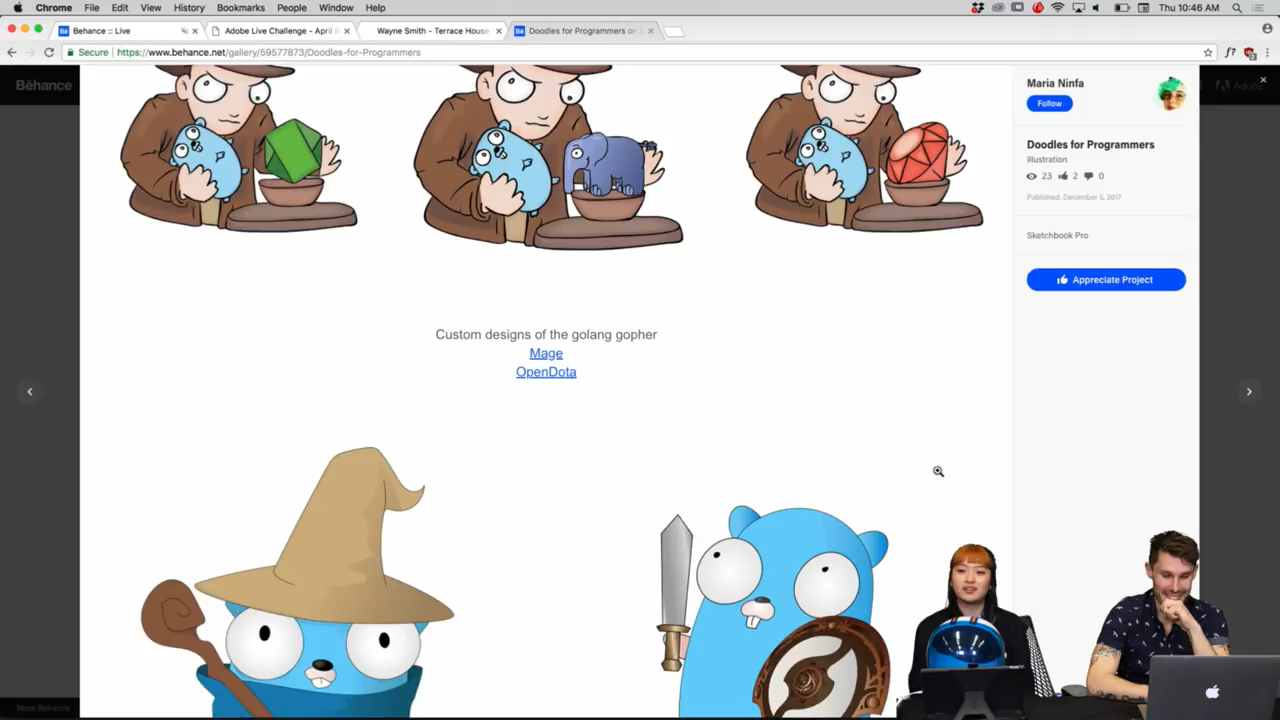 Chrome File Edit View History Bookmarks People Window Help
Thu 10:46 AM
Behance :: Live
Adobe Live Challenge - April
Wayne Smith - Terrace House
Doodles for Programmers on
Secure https://www.behance.net/gallery/59577873/Doodles-for-Programmers
Bēhance
Maria Ninfa
Follow
Doodles for Programmers
Illustration
23 2 0
Published: December 5, 2017
Sketchbook Pro
Appreciate Project
Custom designs of the golang gopher
Mage
OpenDota
More Behance